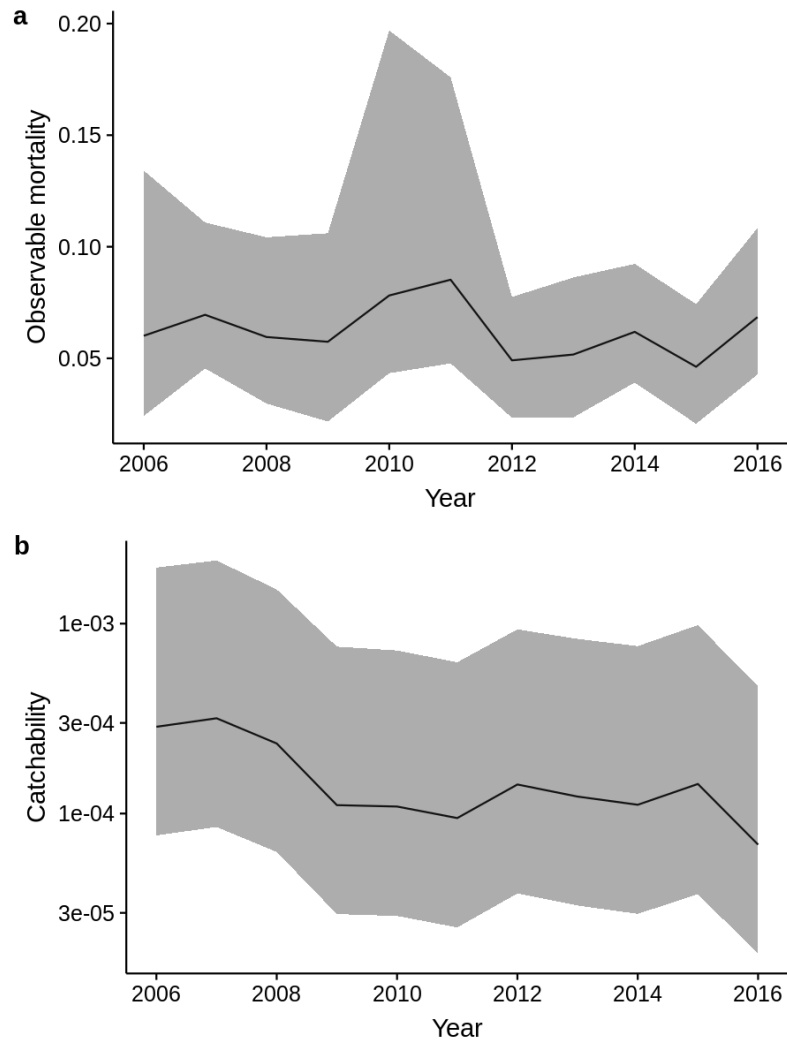 a
Observable mortality
0.20
0.15
0.10
0.05
2006 2008 2010 2012 2014 2016
Year
b
Catchability
1e-03
3e-04
1e-04
3e-05
2006 2008 2010 2012 2014 2016
Year